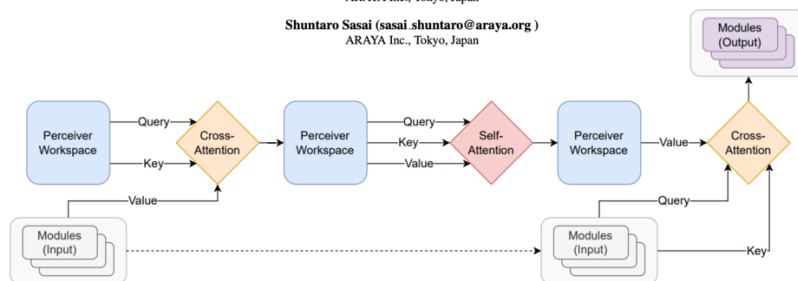 Shuntaro Sasai (sasai_shuntaro@araya.org )
ARAYA Inc., Tokyo, Japan
Modules
(Output)
Perceiver
Workspace
Query
Key
Cross-
Attention
Perceiver
Workspace
Query
Key
Value
Self-
Attention
Perceiver
Workspace
Value
Cross-
Attention
Value
Query
Modules
(Input)
Modules
(Input)
Key